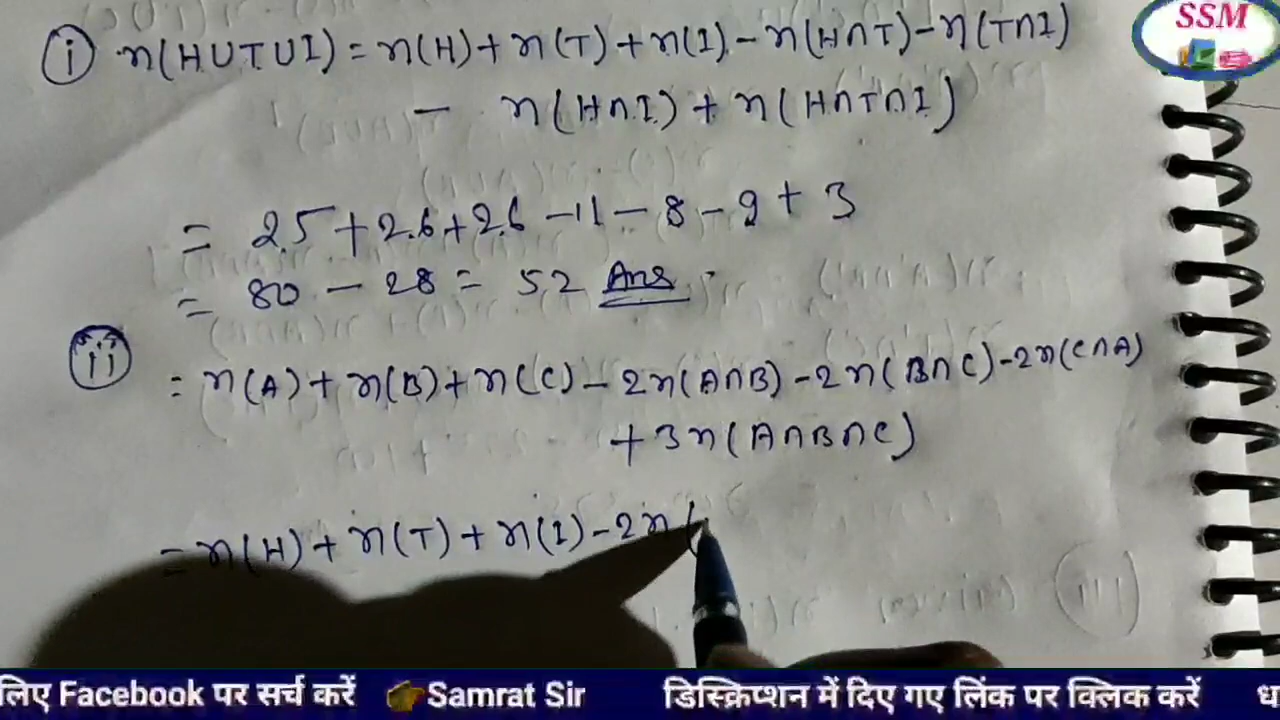 SSM
(i) n(HUTUI) = n(H) + n(T) + n(I) - n(H∩T) - n(T∩I)
- n(H∩I) + n(H∩T∩I)
= 25 + 26 + 26 - 11 - 8 - 9 + 3
= 80 - 28 = 52 Ans
(ii)
= n(A) + n(B) + n(C) - 2n(A∩B) - 2n(B∩C) - 2n(C∩A)
+ 3n(A∩B∩C)
= n(H) + n(T) + n(I) - 2n(
लिए Facebook पर सर्च करें 👉Samrat Sir डिस्क्रिप्शन में दिए गए लिंक पर क्लिक करें